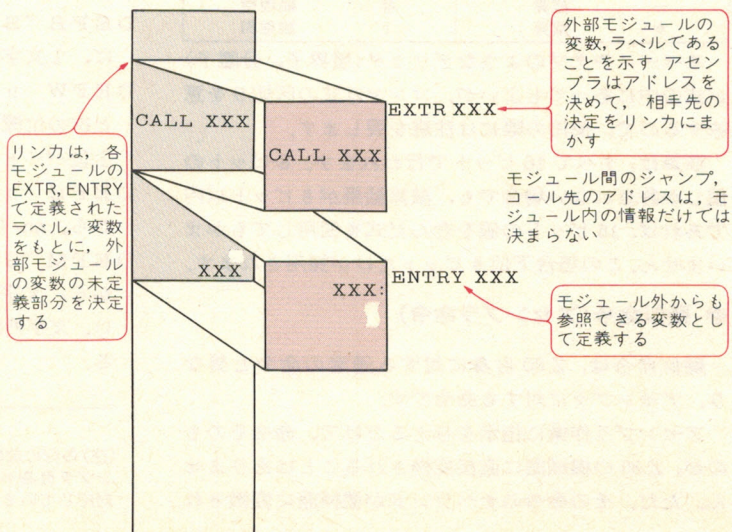 外部モジュールの
変数,ラベルである
ことを示す アセン
ブラはアドレスを
決めて, 相手先の
決定をリンカにま
かす
EXTR XXX
CALL XXX
CALL XXX
リンカは, 各
モジュールの
EXTR, ENTRY
で定義された
ラベル, 変数
をもとに, 外
部モジュール
の変数の未定
義部分を決定
する
モジュール間のジャンプ,
コール先のアドレスは, モ
ジュール内の情報だけでは
決まらない
XXX
XXX:
ENTRY XXX
モジュール外からも
参照できる変数とし
て定義する